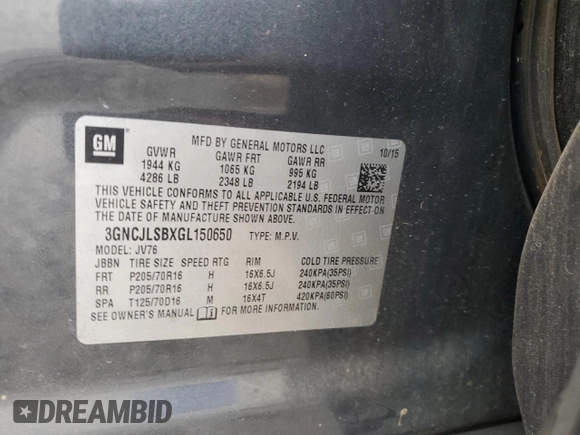 GM
MFD BY GENERAL MOTORS LLC 10/15
GVWR GAWR FRT GAWR RR
1944 KG 1065 KG 995 KG
4286 LB 2348 LB 2194 LB
THIS VEHICLE CONFORMS TO ALL APPLICABLE U.S. FEDERAL MOTOR
VEHICLE SAFETY AND THEFT PREVENTION STANDARDS IN EFFECT ON
THE DATE OF MANUFACTURE SHOWN ABOVE.
3GNCJLSBXGL150650 TYPE: M.P.V.
MODEL: JV76
JBBN TIRE SIZE SPEED RTG RIM COLD TIRE PRESSURE
FRT P205/70R16 H 16X6.5J 240KPA(35PSI)
RR P205/70R16 H 16X6.5J 240KPA(35PSI)
SPA T125/70D16 M 16X4T 420KPA(60PSI)
SEE OWNER'S MANUAL FOR MORE INFORMATION.
DREAMBID